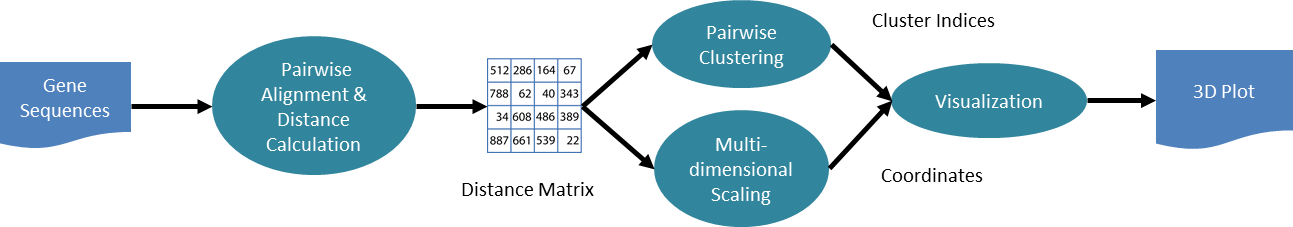 Gene
Sequences
Pairwise
Alignment &
Distance
Calculation
512 286 164 67
788 62 40 343
34 608 486 389
887 661 539 22
Distance Matrix
Pairwise
Clustering
Multi-
dimensional
Scaling
Cluster Indices
Coordinates
Visualization
3D Plot